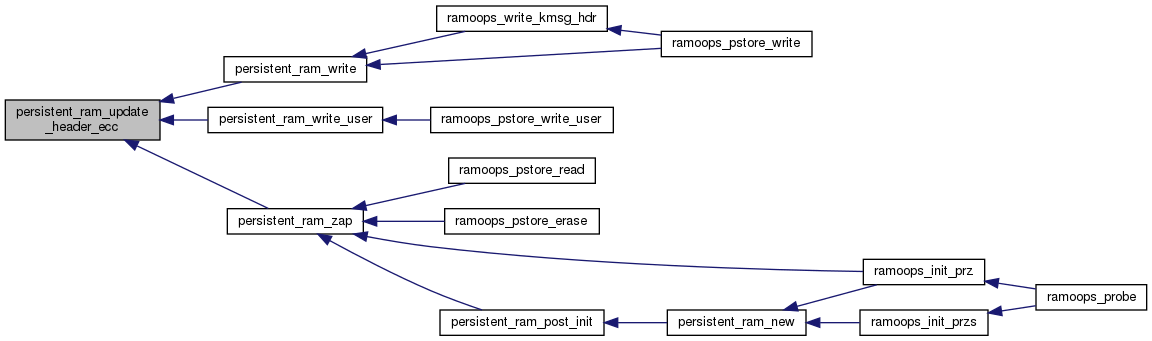 ramoops_write_kmsg_hdr
ramoops_pstore_write
persistent_ram_write
persistent_ram_update
_header_ecc
persistent_ram_write_user
ramoops_pstore_write_user
ramoops_pstore_read
persistent_ram_zap
ramoops_pstore_erase
ramoops_init_prz
ramoops_probe
persistent_ram_post_init
persistent_ram_new
ramoops_init_przs